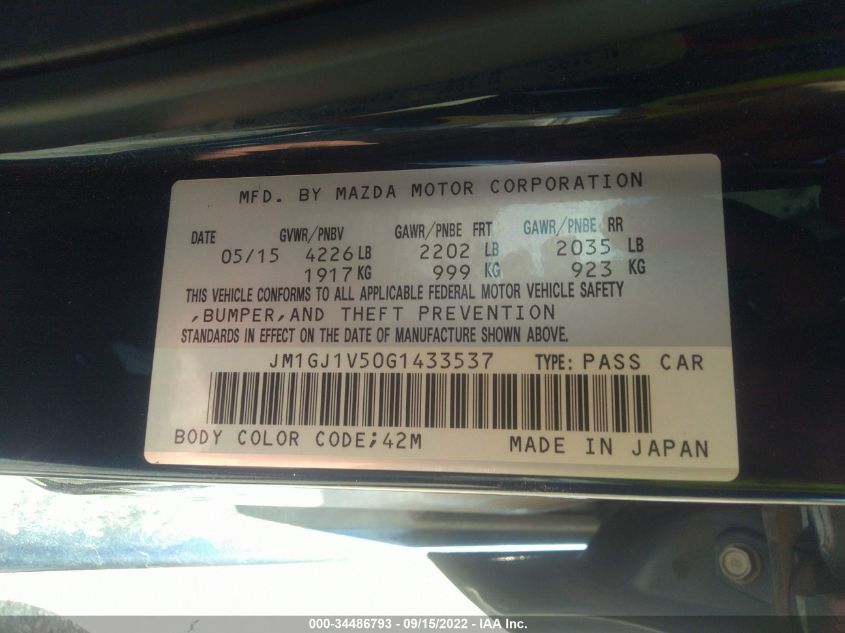 MFD. BY MAZDA MOTOR CORPORATION
DATE GVWR/PNBV GAWR/PNBE FRT GAWR/PNBE RR
05/15 4226 LB 2202 LB 2035 LB
1917 KG 999 KG 923 KG
THIS VEHICLE CONFORMS TO ALL APPLICABLE FEDERAL MOTOR VEHICLE SAFETY
,BUMPER,AND THEFT PREVENTION
STANDARDS IN EFFECT ON THE DATE OF MANUFACTURE SHOWN ABOVE.
JM1GJ1V50G1433537 TYPE: PASS CAR
BODY COLOR CODE;42M MADE IN JAPAN
000-34486793 - 09/15/2022 - IAA Inc.